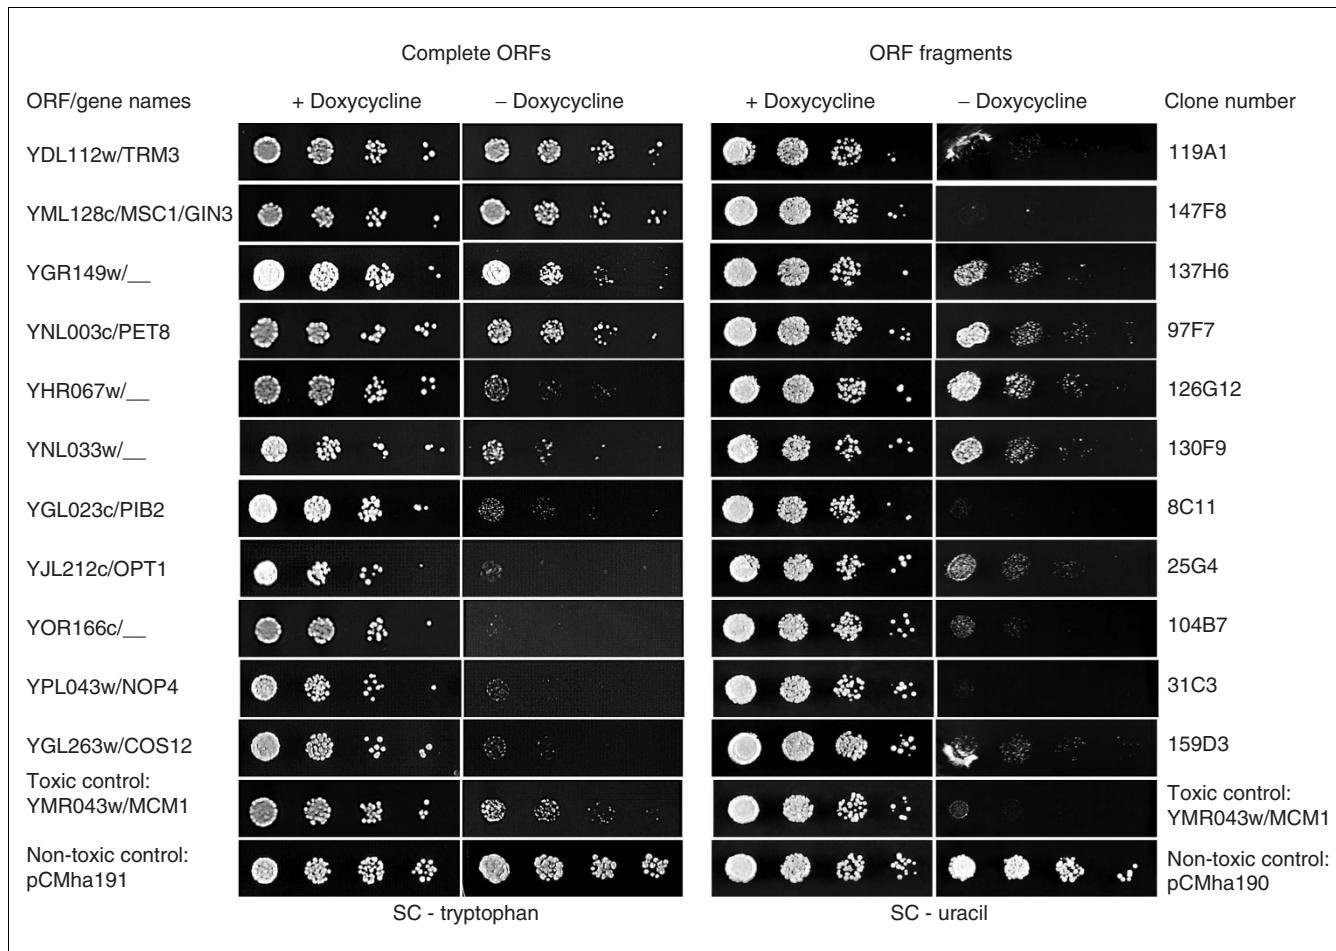 Complete ORFs ORF fragments
ORF/gene names + Doxycycline – Doxycycline + Doxycycline – Doxycycline Clone number
YDL112w/TRM3 119A1
YML128c/MSC1/GIN3 147F8
YGR149w/__ 137H6
YNL003c/PET8 97F7
YHR067w/__ 126G12
YNL033w/__ 130F9
YGL023c/PIB2 8C11
YJL212c/OPT1 25G4
YOR166c/__ 104B7
YPL043w/NOP4 31C3
YGL263w/COS12 159D3
Toxic control: Toxic control:
YMR043w/MCM1 YMR043w/MCM1
Non-toxic control: Non-toxic control:
pCMha191 pCMha190
SC - tryptophan SC - uracil